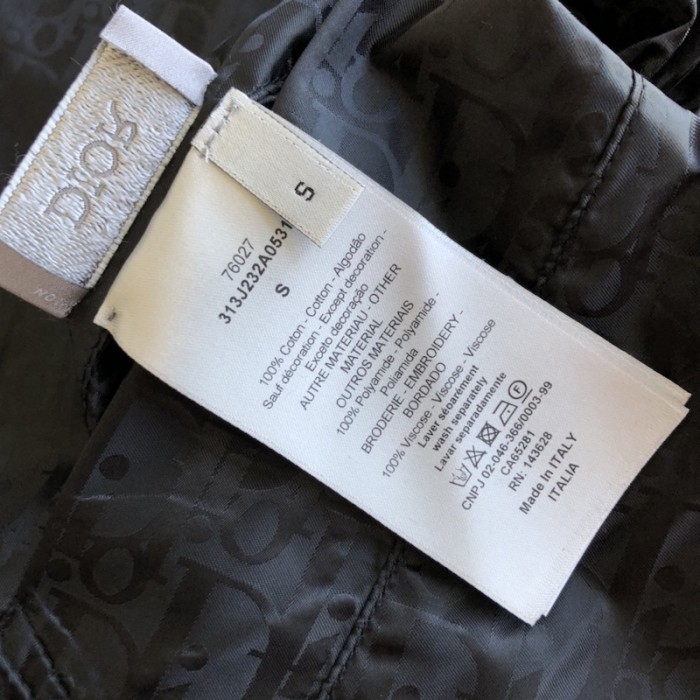 DIOR
S
76027
313J232A0531
S
100% Coton - Cotton - Algodão
Sauf décoration - Except decoration -
Exceto decoração
AUTRE MATERIAU - OTHER
MATERIAL
OUTROS MATERIAIS
100% Polyamide - Polyamide -
Poliamida
BRODERIE - EMBROIDERY -
BORDADO
100% Viscose - Viscose - Viscose
Laver séparément
wash separately
Lavar separadamente
CNPJ 02-046-366/0003-99
CA65281
RN: 143628
Made In ITALY
ITALIA